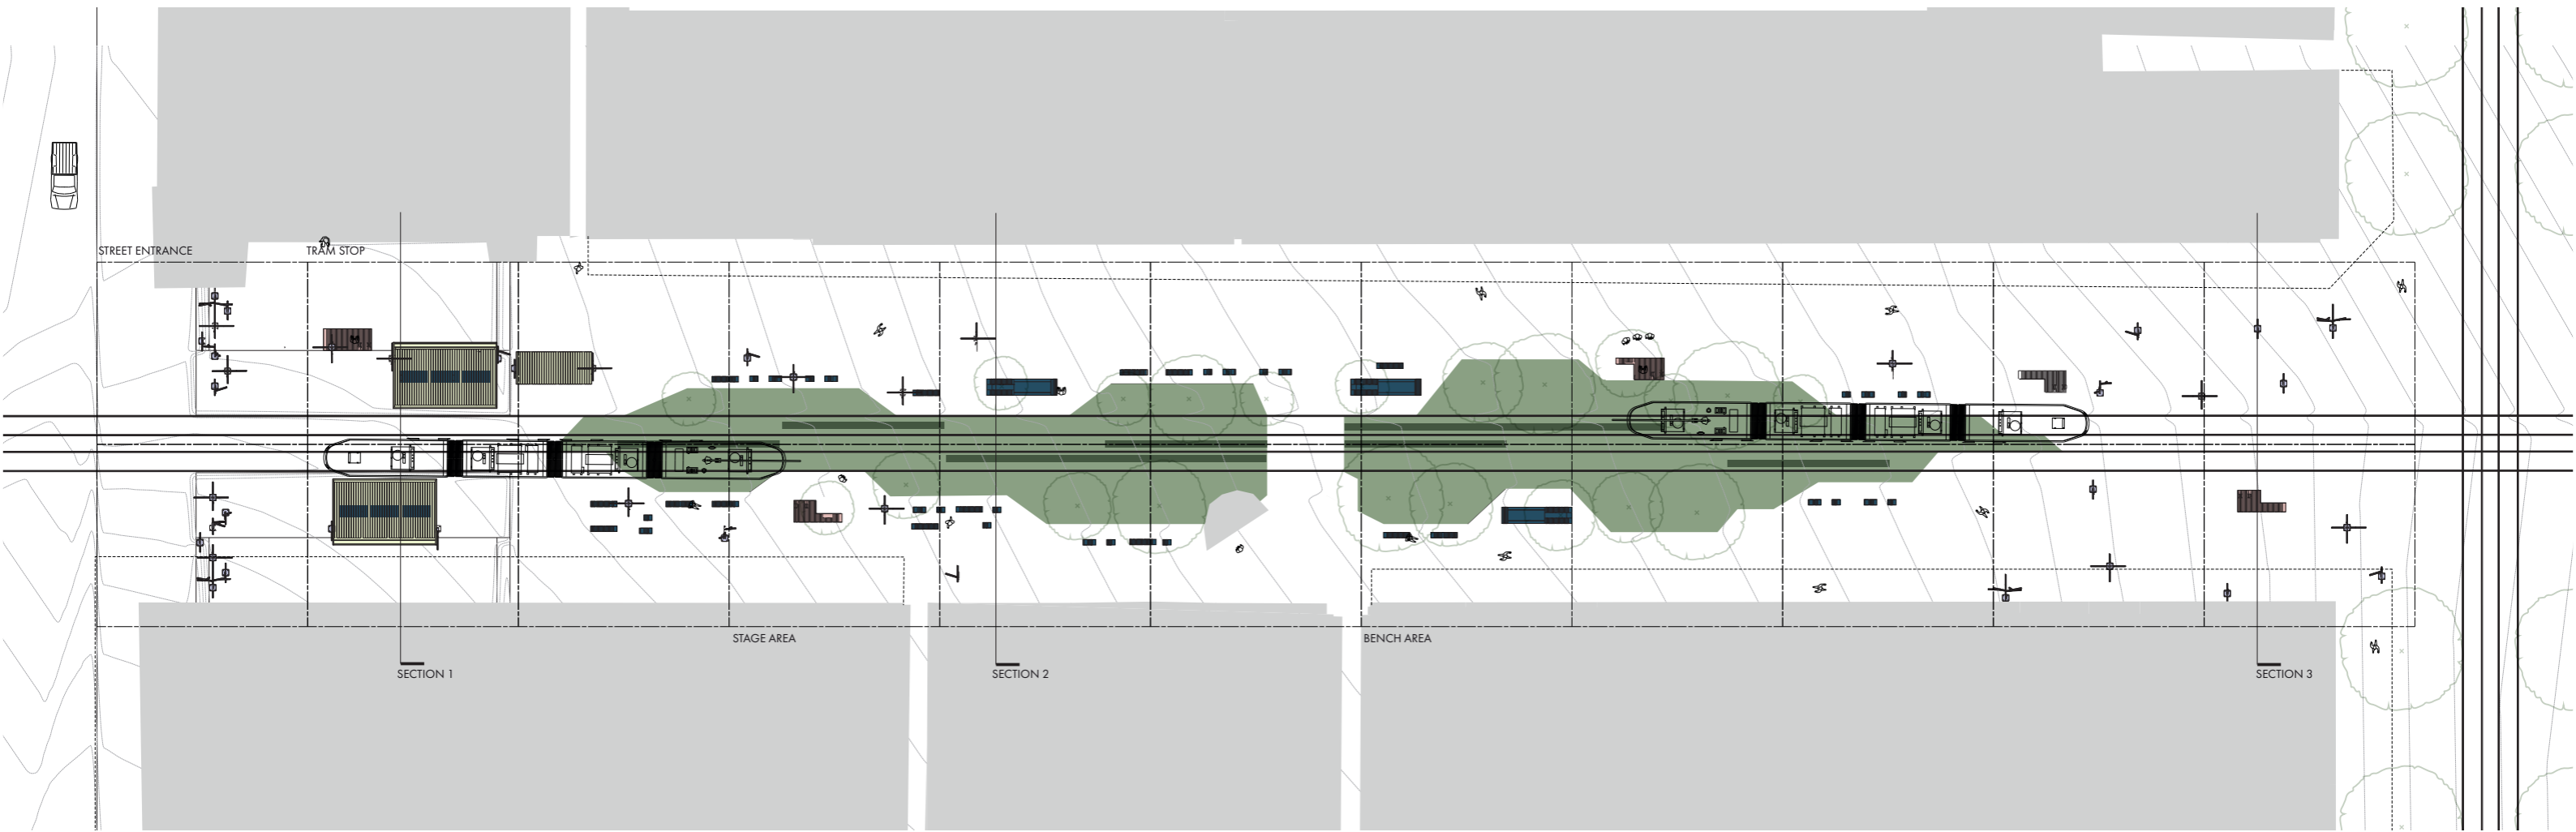 STREET ENTRANCE
TRAM STOP
STAGE AREA
BENCH AREA
SECTION 1
SECTION 2
SECTION 3